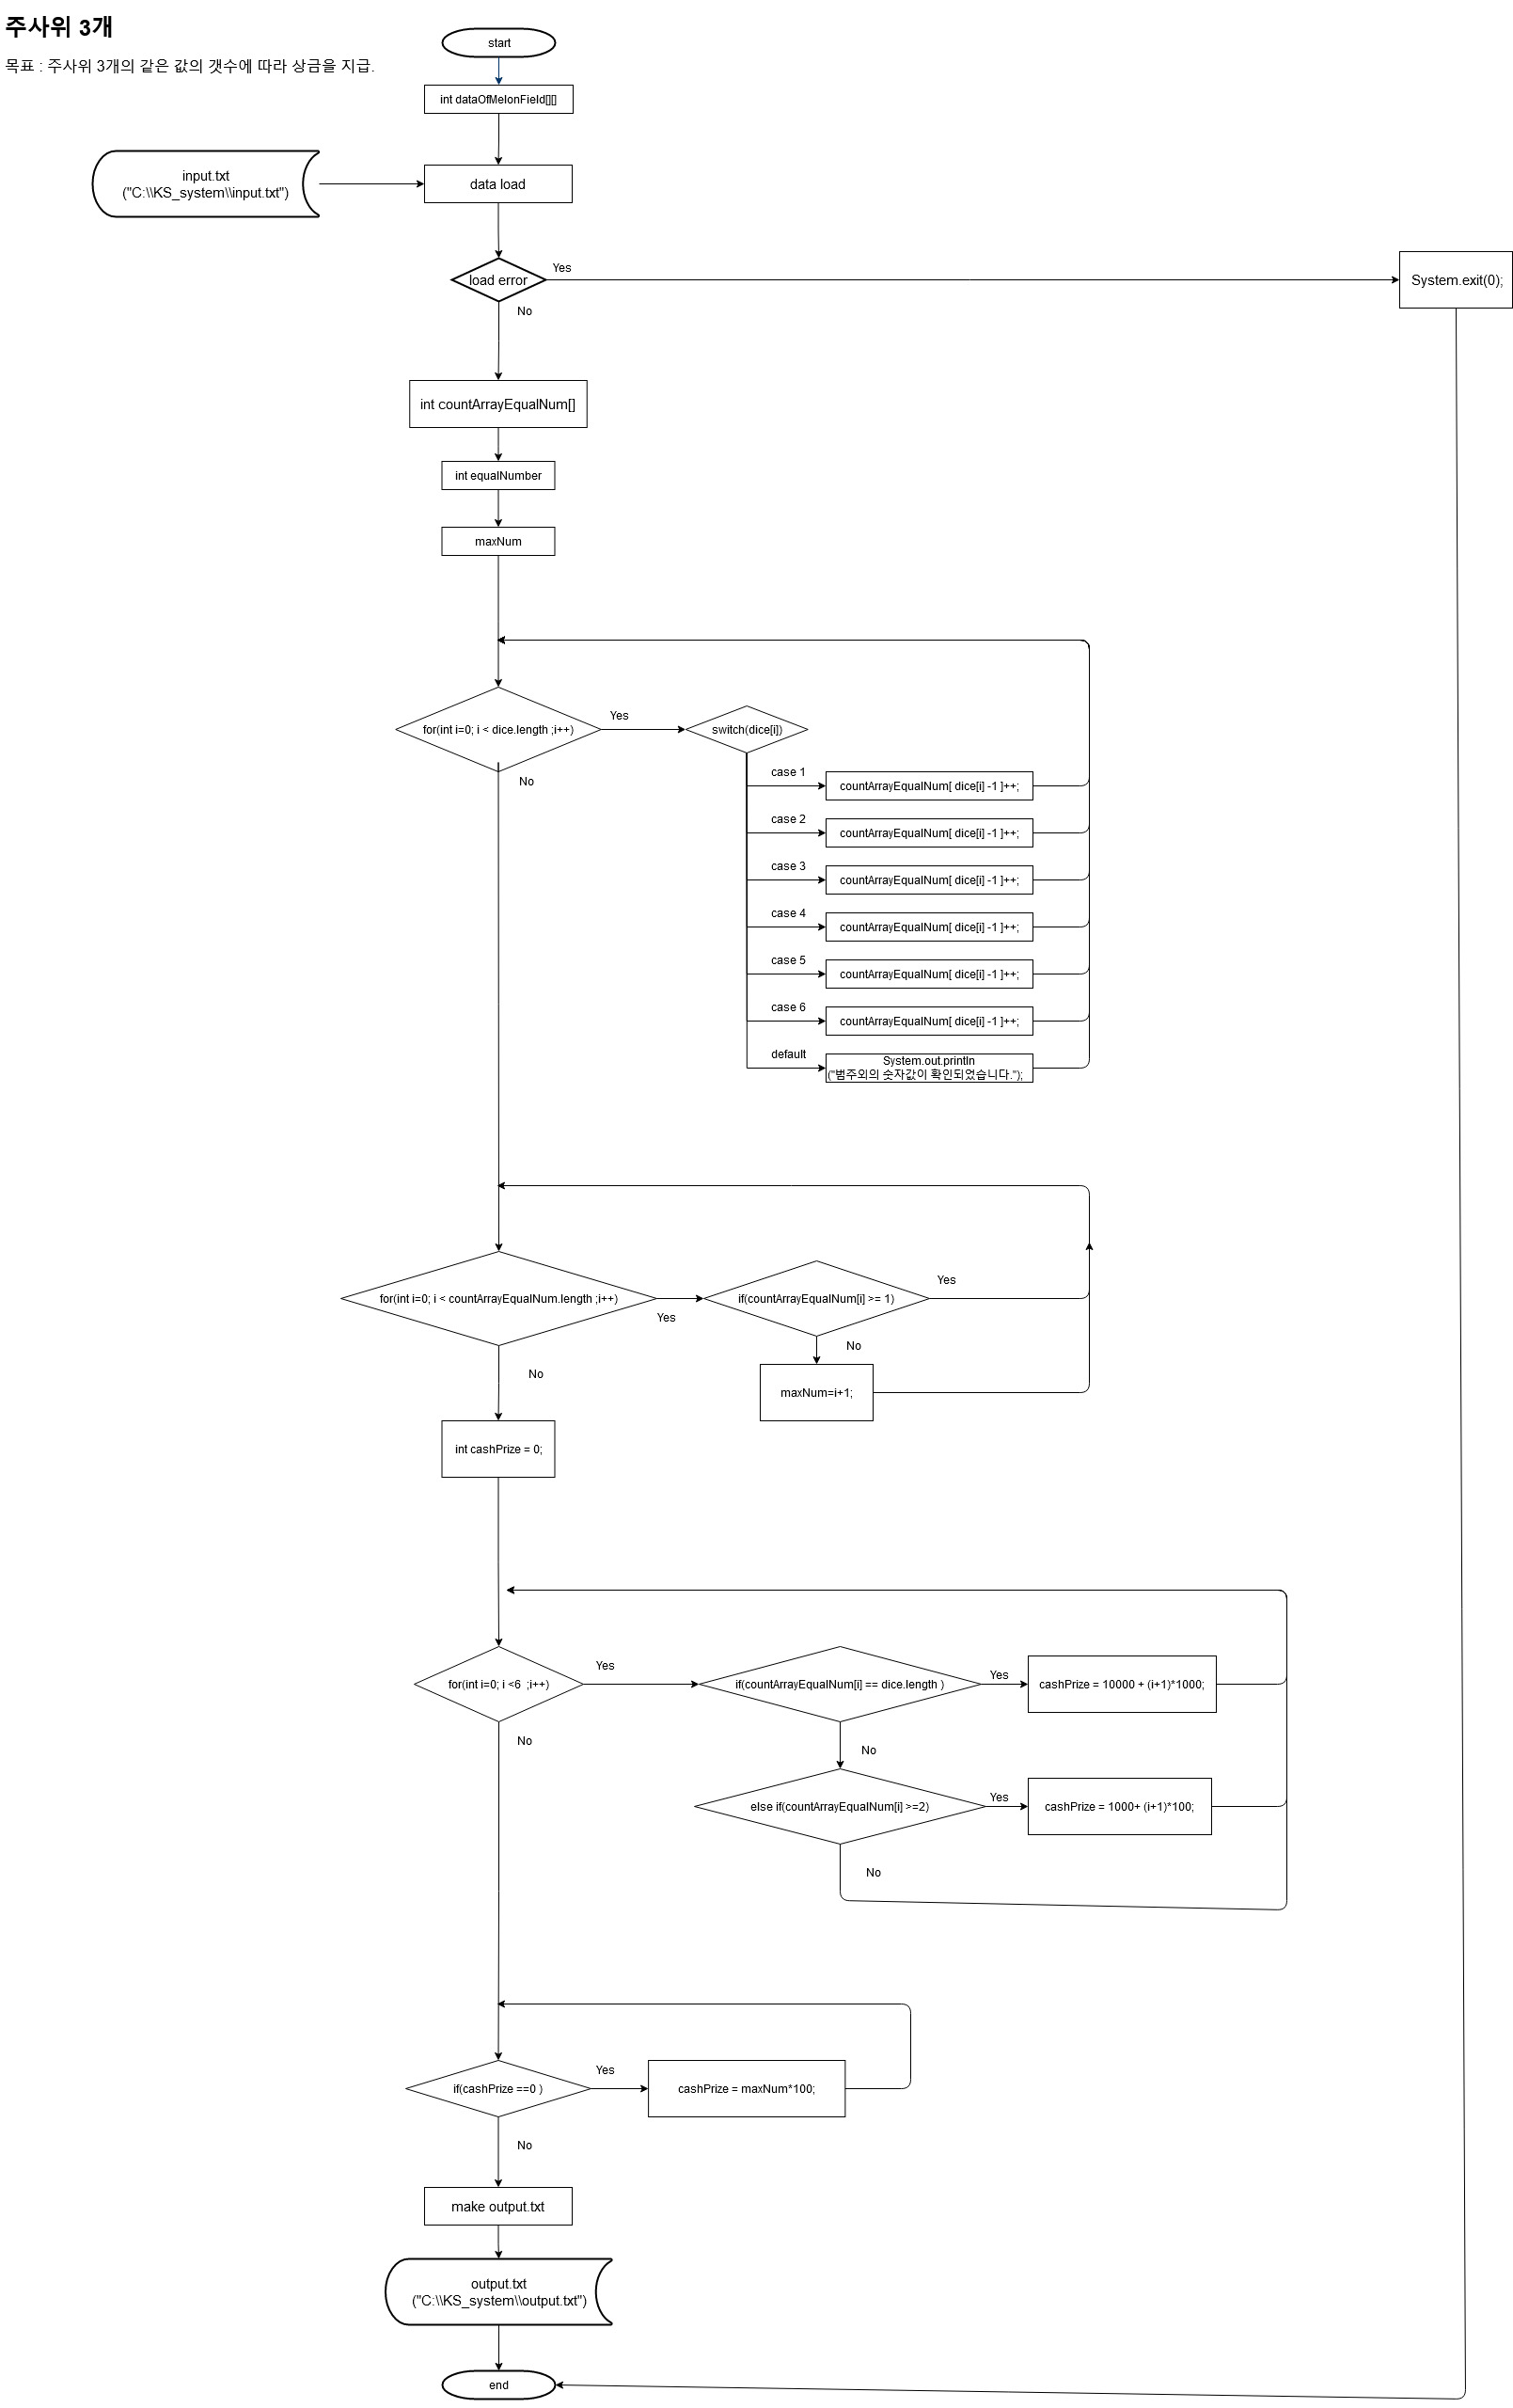 주사위 3개
목표 : 주사위 3개의 같은 값의 갯수에 따라 상금을 지급.
start
int dataOfMelonField[][]
input.txt
("C:\\KS_system\\input.txt")
data load
load error
Yes
No
System.exit(0);
int countArrayEqualNum[]
int equalNumber
maxNum
for(int i=0; i < dice.length ;i++)
Yes
No
switch(dice[i])
case 1
countArrayEqualNum[ dice[i] -1 ]++;
case 2
countArrayEqualNum[ dice[i] -1 ]++;
case 3
countArrayEqualNum[ dice[i] -1 ]++;
case 4
countArrayEqualNum[ dice[i] -1 ]++;
case 5
countArrayEqualNum[ dice[i] -1 ]++;
case 6
countArrayEqualNum[ dice[i] -1 ]++;
default
System.out.println
("범주외의 숫자값이 확인되었습니다.");
for(int i=0; i < countArrayEqualNum.length ;i++)
Yes
if(countArrayEqualNum[i] >= 1)
Yes
No
No
maxNum=i+1;
int cashPrize = 0;
for(int i=0; i <6 ;i++)
Yes
if(countArrayEqualNum[i] == dice.length )
Yes
cashPrize = 10000 + (i+1)*1000;
No
No
else if(countArrayEqualNum[i] >=2)
Yes
cashPrize = 1000+ (i+1)*100;
No
if(cashPrize ==0 )
Yes
cashPrize = maxNum*100;
No
make output.txt
output.txt
("C:\\KS_system\\output.txt")
end